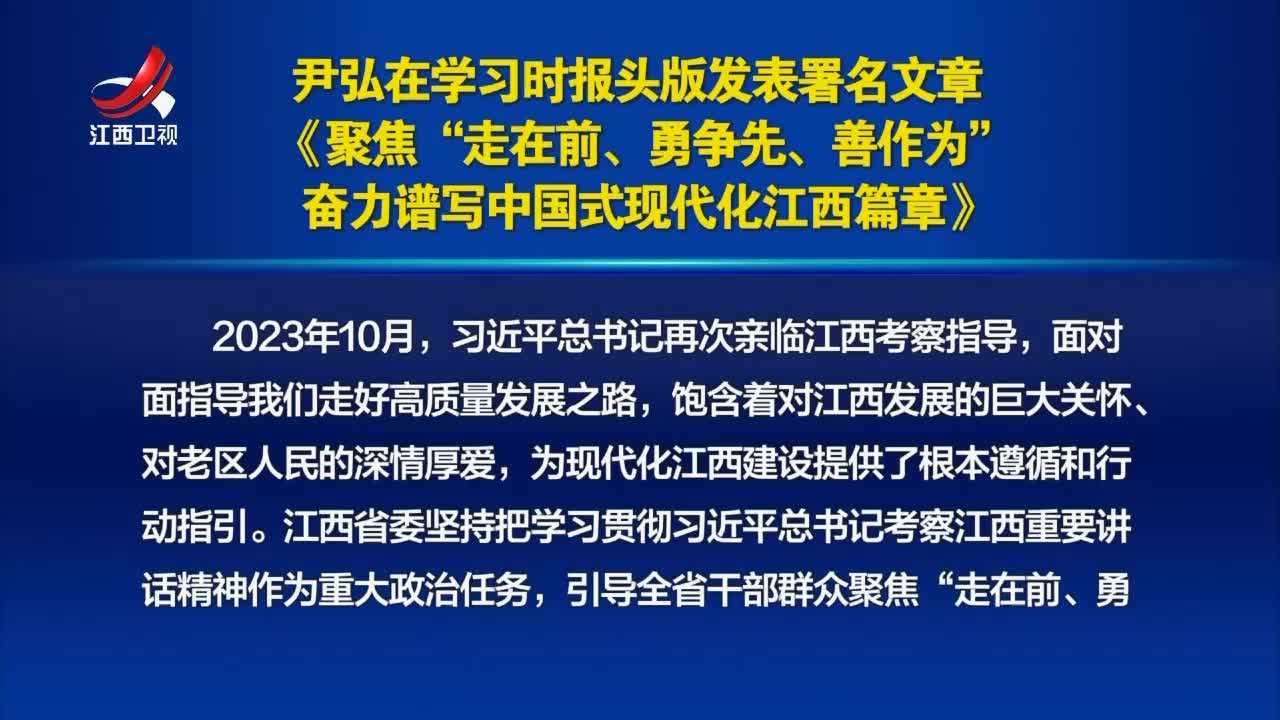 江西卫视
尹弘在学习时报头版发表署名文章
《聚焦“走在前、勇争先、善作为”
奋力谱写中国式现代化江西篇章》
2023年10月，习近平总书记再次亲临江西考察指导，面对
面指导我们走好高质量发展之路，饱含着对江西发展的巨大关怀、
对老区人民的深情厚爱，为现代化江西建设提供了根本遵循和行
动指引。江西省委坚持把学习贯彻习近平总书记考察江西重要讲
话精神作为重大政治任务，引导全省干部群众聚焦“走在前、勇